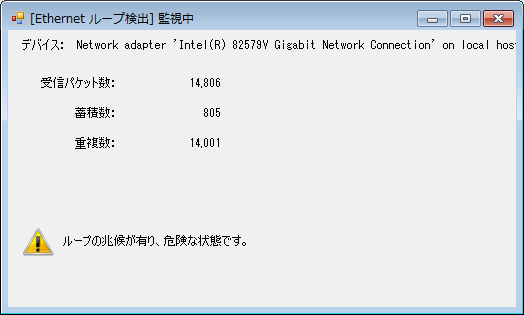 [Ethernet ループ検出] 監視中
デバイス: Network adapter 'Intel(R) 82579V Gigabit Network Connection' on local hos
受信パケット数: 14,806
蓄積数: 805
重複数: 14,001
ループの兆候が有り、危険な状態です。